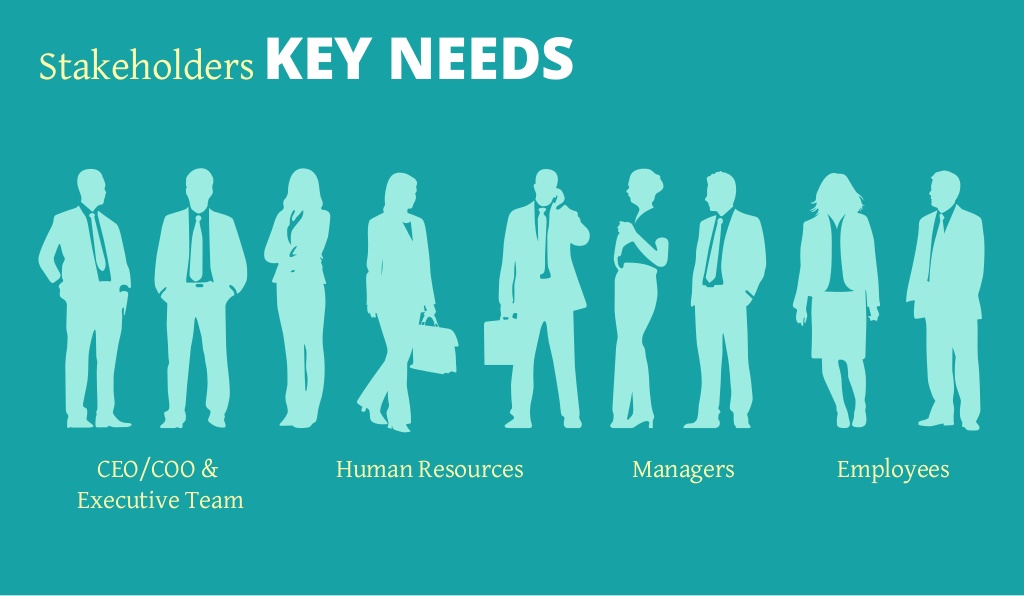 Stakeholders KEY NEEDS
CEO/COO &
Executive Team
Human Resources
Managers
Employees